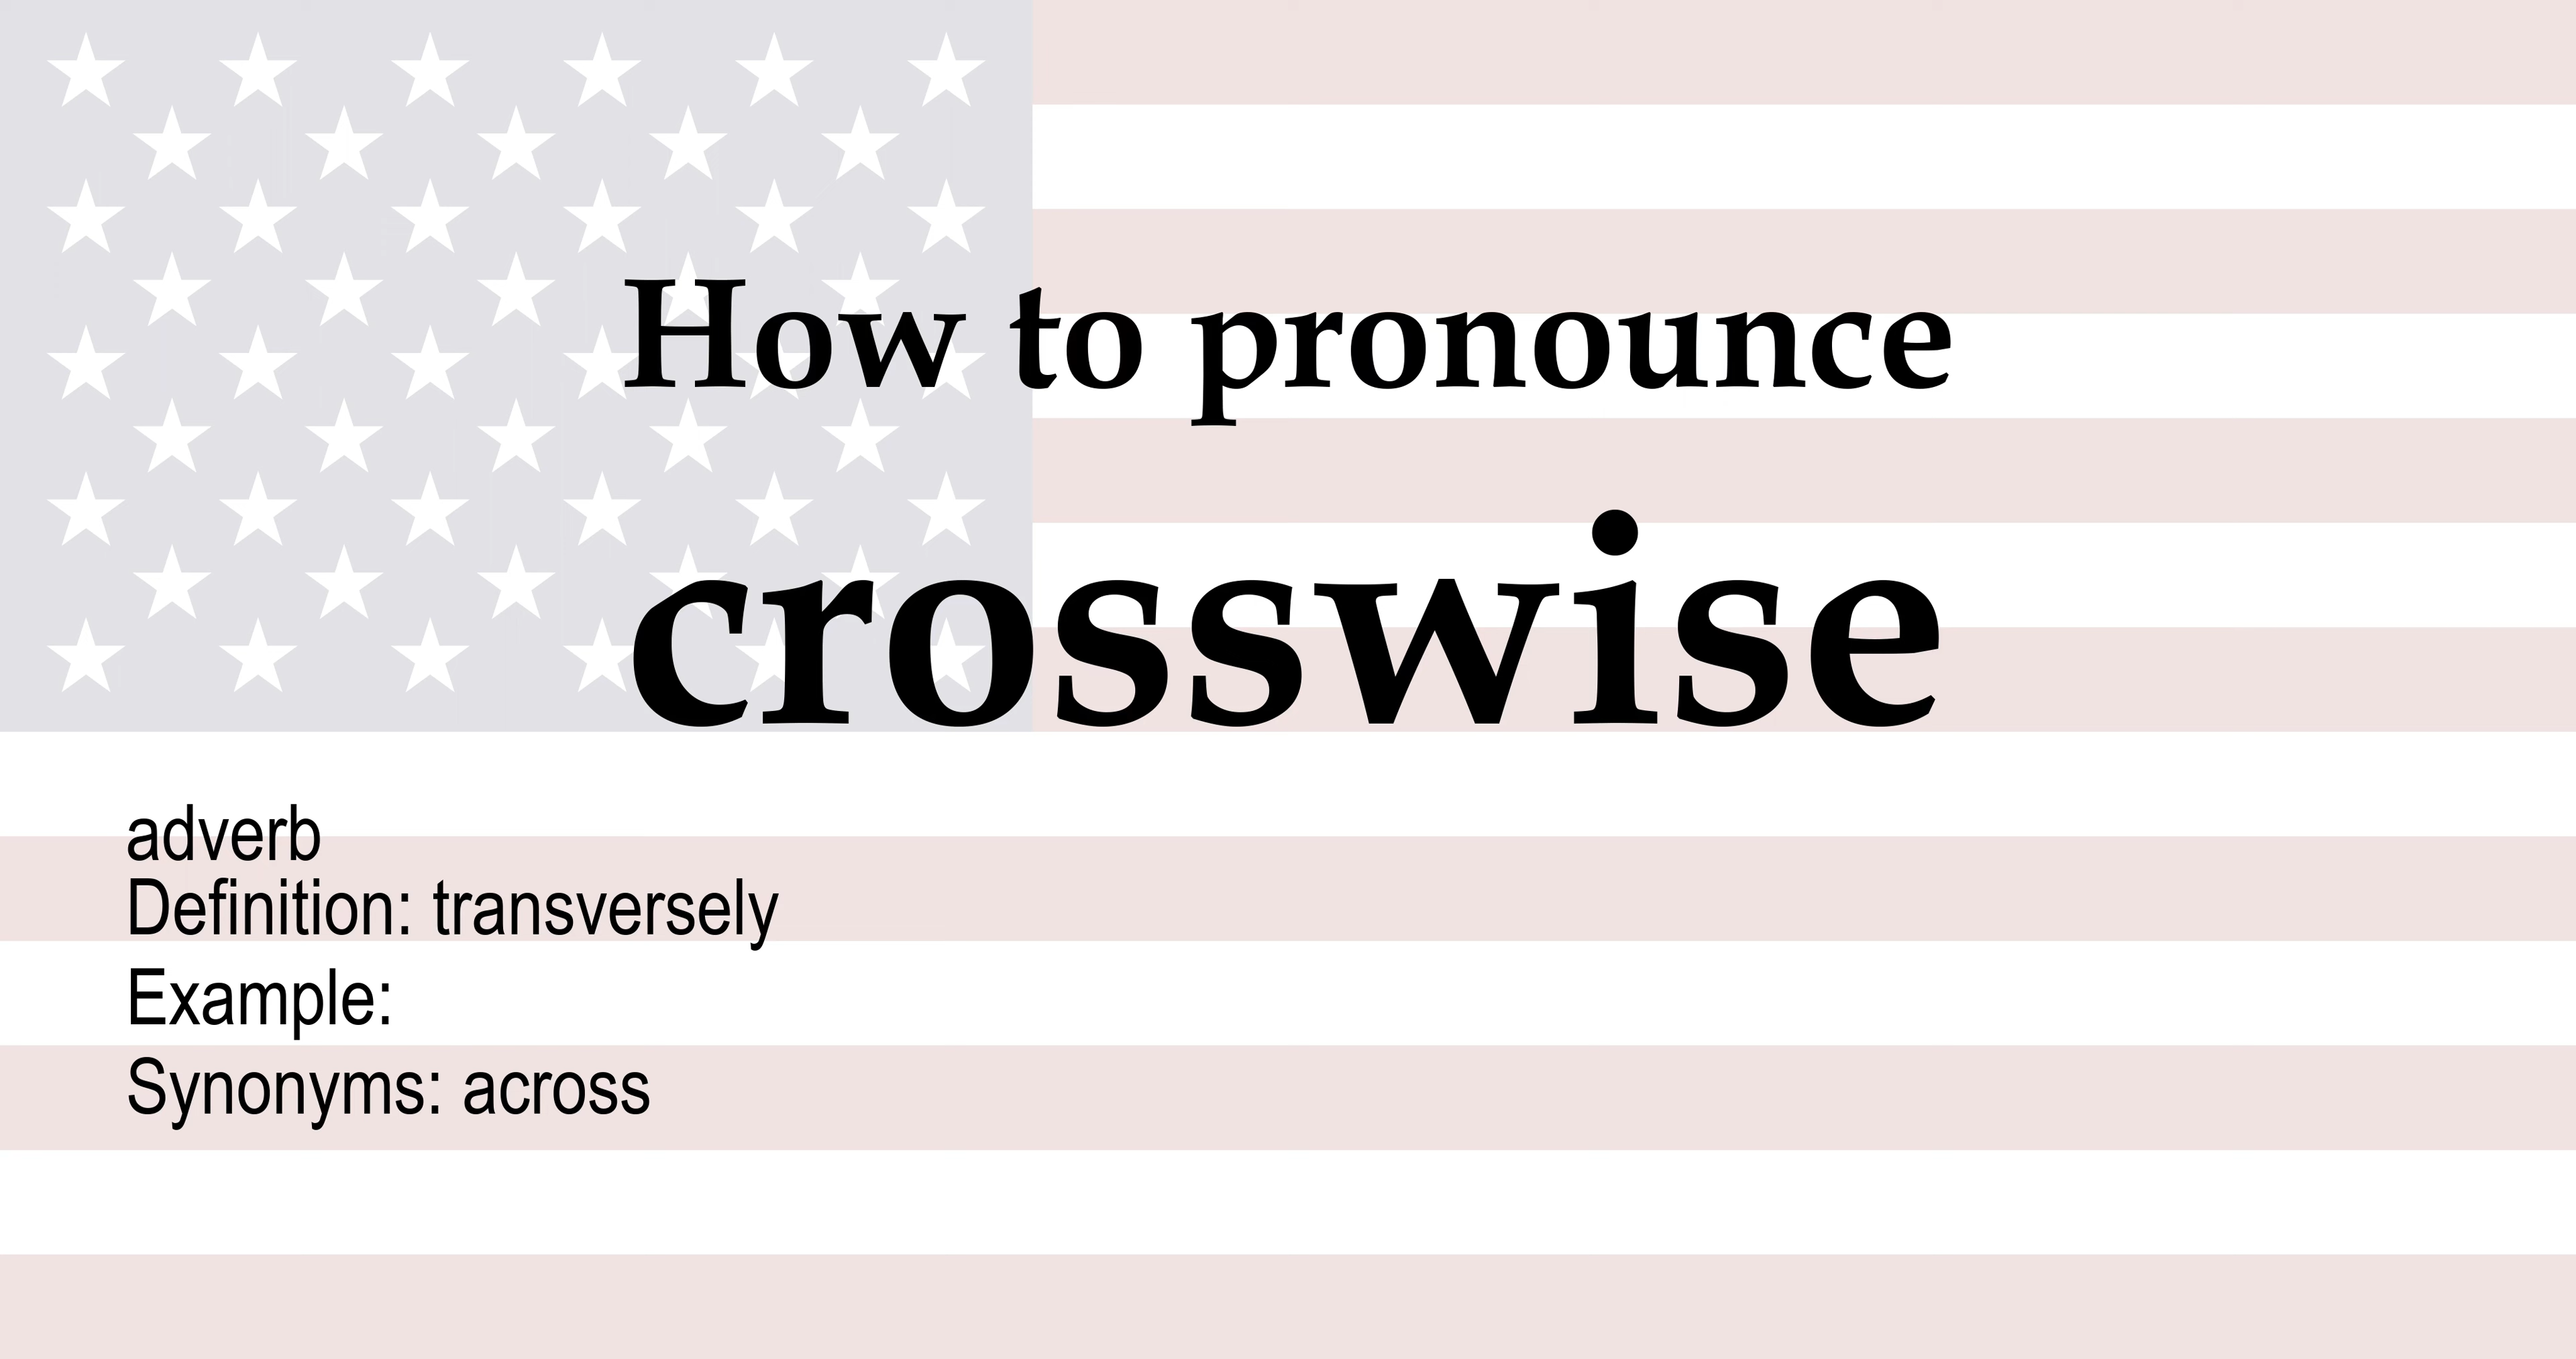 How to pronounce
crosswise
adverb
Definition: transversely
Example:
Synonyms: across